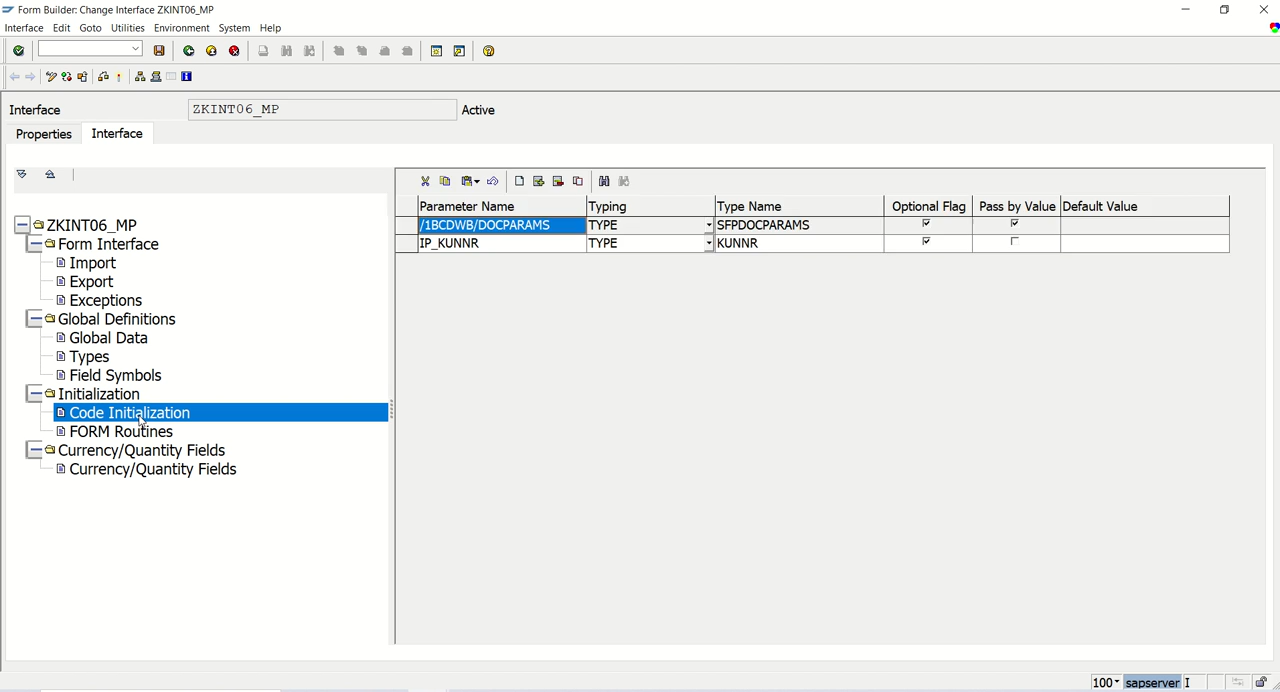 Form Builder: Change Interface ZKINT06_MP
Interface Edit Goto Utilities Environment System Help
Interface ZKINT06_MP Active
Properties Interface
Parameter Name Typing Type Name Optional Flag Pass by Value Default Value
/1BCDWB/DOCPARAMS TYPE SFPDOCPARAMS
IP_KUNNR TYPE KUNNR
ZKINT06_MP
Form Interface
Import
Export
Exceptions
Global Definitions
Global Data
Types
Field Symbols
Initialization
Code Initialization
FORM Routines
Currency/Quantity Fields
Currency/Quantity Fields
100 sapserver